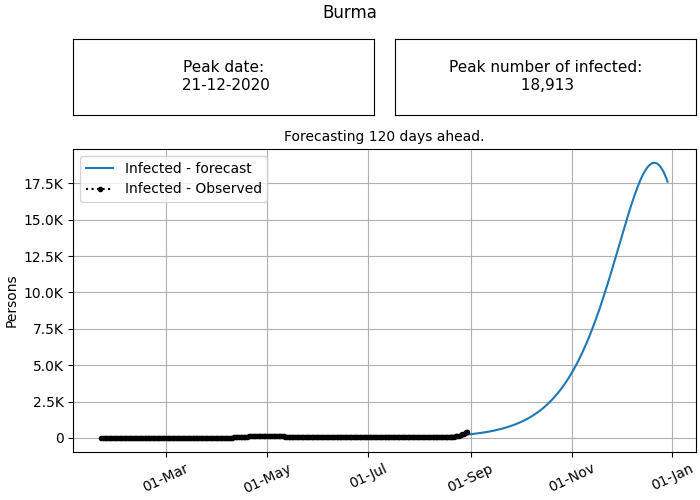 Burma
Peak date:
21-12-2020
Peak number of infected:
18,913
Forecasting 120 days ahead.
Infected - forecast
Infected - Observed
Persons
17.5K
15.0K
12.5K
10.0K
7.5K
5.0K
2.5K
0
01-Mar
01-May
01-Jul
01-Sep
01-Nov
01-Jan